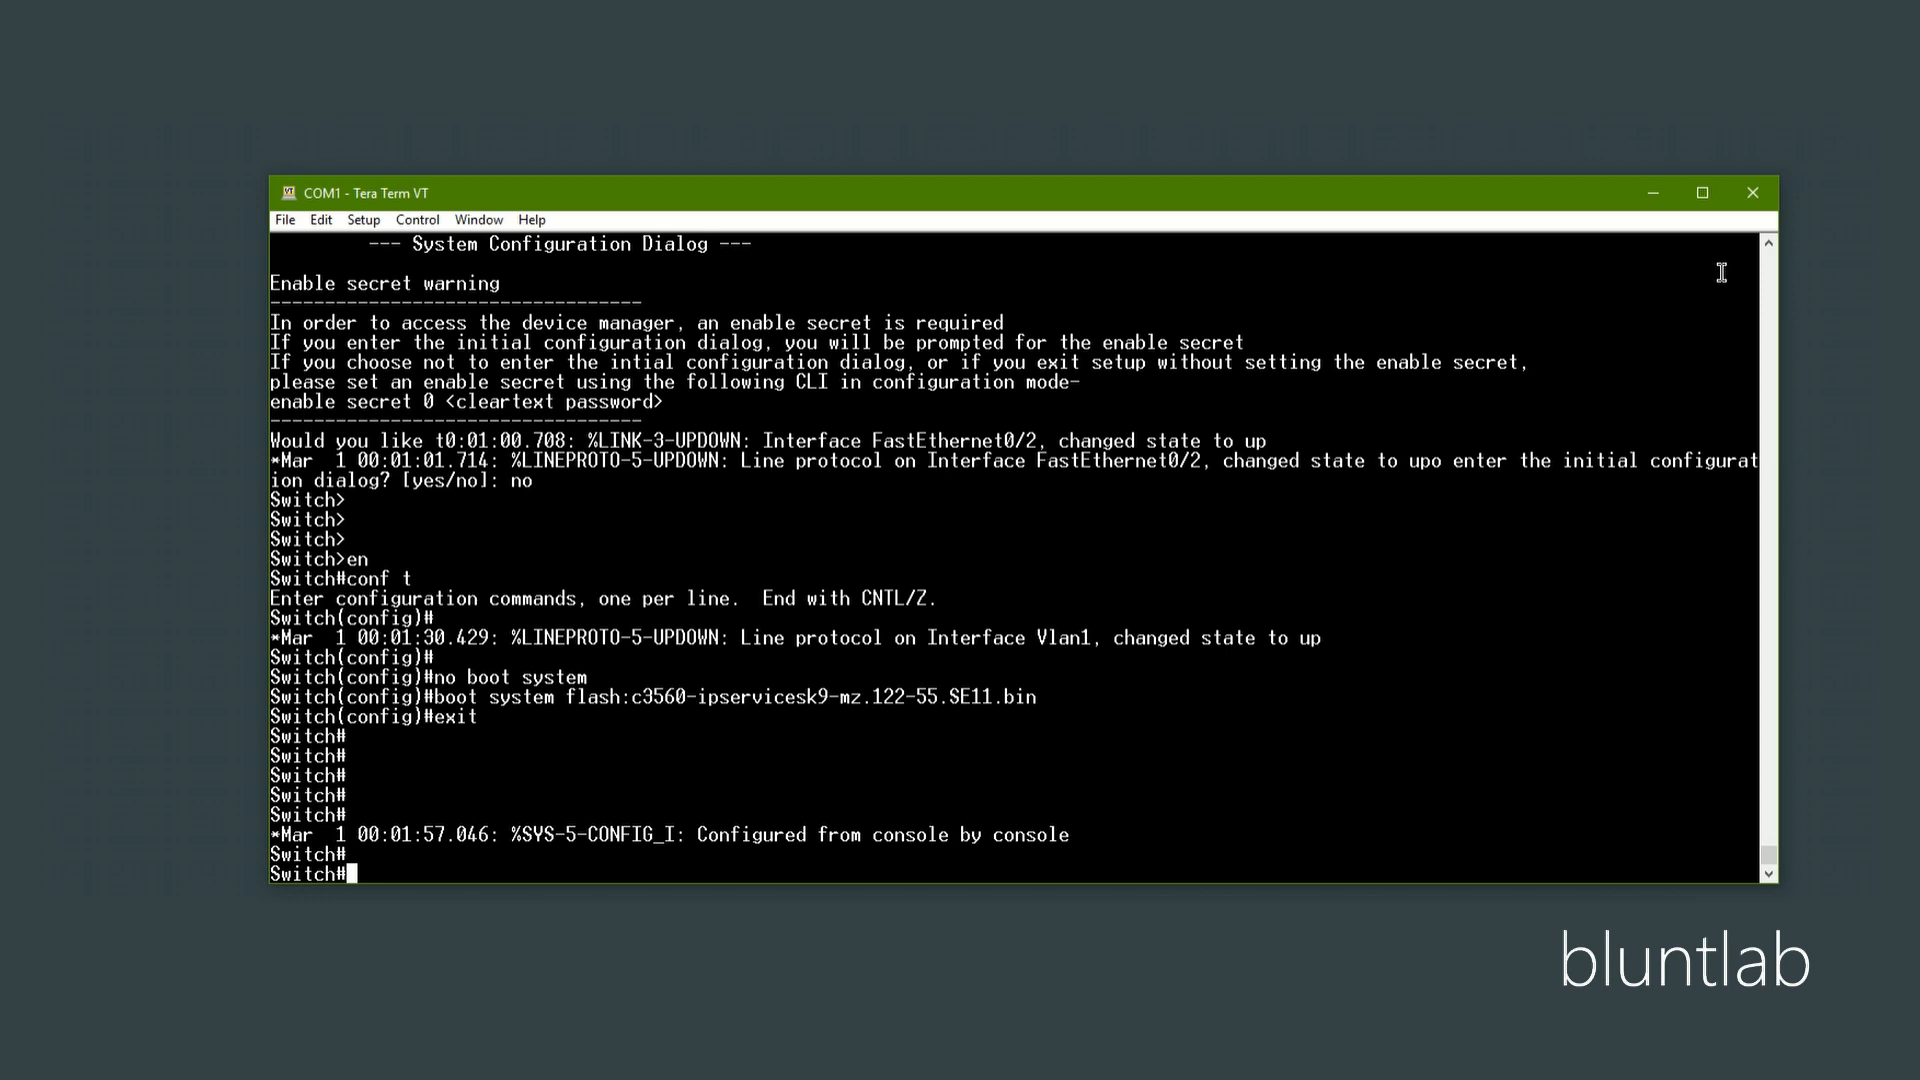 COM1 - Tera Term VT
File Edit Setup Control Window Help
--- System Configuration Dialog ---
Enable secret warning
----------------------------------
In order to access the device manager, an enable secret is required
If you enter the initial configuration dialog, you will be prompted for the enable secret
If you choose not to enter the intial configuration dialog, or if you exit setup without setting the enable secret,
please set an enable secret using the following CLI in configuration mode-
enable secret 0 <cleartext password>
----------------------------------
Would you like t0:01:00.708: %LINK-3-UPDOWN: Interface FastEthernet0/2, changed state to up
*Mar  1 00:01:01.714: %LINEPROTO-5-UPDOWN: Line protocol on Interface FastEthernet0/2, changed state to upo enter the initial configurat
ion dialog? [yes/no]: no
Switch>
Switch>
Switch>
Switch>en
Switch#conf t
Enter configuration commands, one per line.  End with CNTL/Z.
Switch(config)#
*Mar  1 00:01:30.429: %LINEPROTO-5-UPDOWN: Line protocol on Interface Vlan1, changed state to up
Switch(config)#
Switch(config)#no boot system
Switch(config)#boot system flash:c3560-ipservicesk9-mz.122-55.SE11.bin
Switch(config)#exit
Switch#
Switch#
Switch#
Switch#
Switch#
*Mar  1 00:01:57.046: %SYS-5-CONFIG_I: Configured from console by console
Switch#
Switch#
bluntlab